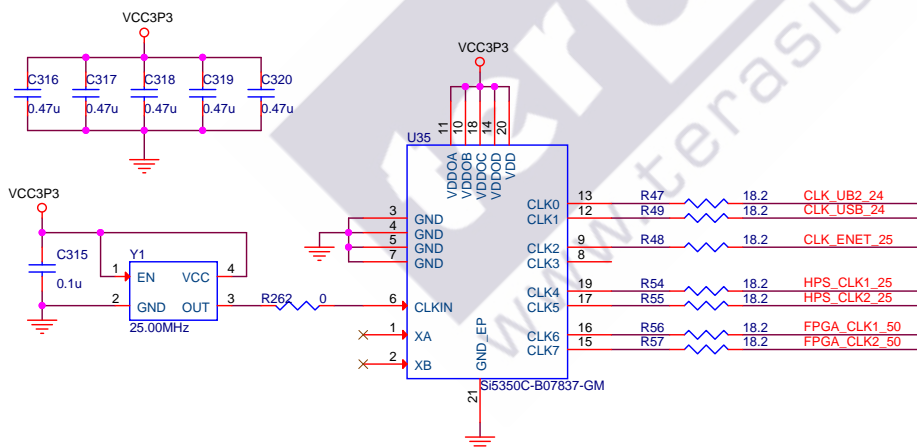 VCC3P3
C316
C317
C318
C319
C320
0.47u
0.47u
0.47u
0.47u
0.47u
VCC3P3
C315
0.1u
Y1
1
EN
VCC
4
2
GND
OUT
3
25.00MHz
R262
0
VCC3P3
U35
11
10
18
14
20
VDDOA
VDDOB
VDDOC
VDDOD
VDD
3
GND
4
GND
5
GND
7
GND
6
CLKIN
1
XA
2
XB
GND_EP
21
Si5350C-B07837-GM
CLK0
13
R47
18.2
CLK_UB2_24
CLK1
12
R49
18.2
CLK_USB_24
CLK2
9
R48
18.2
CLK_ENET_25
CLK3
8
CLK4
19
R54
18.2
HPS_CLK1_25
CLK5
17
R55
18.2
HPS_CLK2_25
CLK6
16
R56
18.2
FPGA_CLK1_50
CLK7
15
R57
18.2
FPGA_CLK2_50
www.terasic